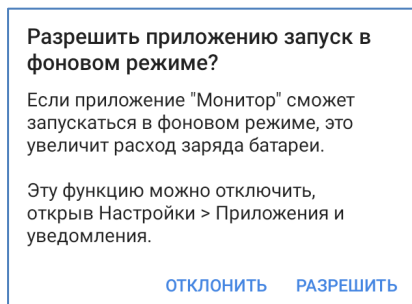 Разрешить приложению запуск в
фоновом режиме?
Если приложение "Монитор" сможет
запускаться в фоновом режиме, это
увеличит расход заряда батареи.
Эту функцию можно отключить,
открыв Настройки > Приложения и
уведомления.
ОТКЛОНИТЬ РАЗРЕШИТЬ